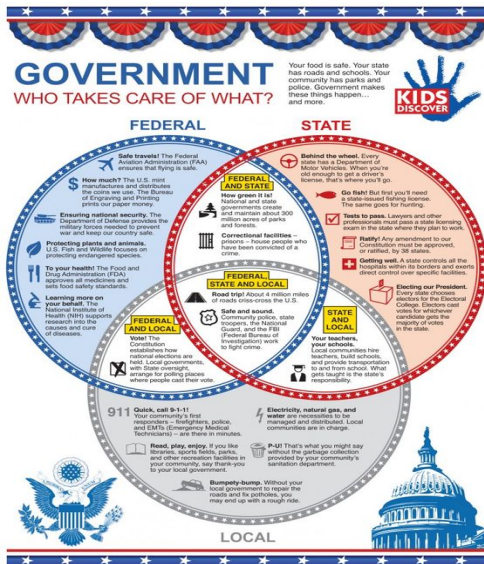 GOVERNMENT
WHO TAKES CARE OF WHAT?
Your food is safe. Your state
has roads and schools. Your
community has parks and
police. Government makes
these things happen...
and more.
KIDS
DISCOVER
FEDERAL
STATE
Safe travels! The Federal
Aviation Administration (FAA)
ensures that flying is safe.
$ How much? The U.S. mint
manufactures and distributes
the coins we use. The Bureau
of Engraving and Printing
prints our paper money.
Ensuring national security. The
Department of Defense provides the
military forces needed to prevent
war and keep our country safe.
Protecting plants and animals.
U.S. Fish and Wildlife focuses on
protecting endangered species.
To your health! The Food and
Drug Administration (FDA)
approves all medicines and
sets food safety standards.
Learning more on
your behalf. The
National Institute of
Health (NIH) supports
research into the
causes and cure
of diseases.
FEDERAL
AND STATE
How green it is!
National and state
governments create
and maintain about 300
million acres of parks
and forests.
Correctional facilities –
prisons – house people who
have been convicted of a
crime.
Behind the wheel. Every
state has a Department of
Motor Vehicles. When you're
old enough to get a driver's
license, that's where you'll go.
Go fish! But first you'll need
a state-issued fishing license.
The same goes for hunting.
Tests to pass. Lawyers and other
professionals must pass a state licensing
exam in the state where they plan to work.
Ratify! Any amendment to our
Constitution must be approved,
or ratified, by 38 states.
Getting well. A state controls all the
hospitals within its borders and exerts
direct control over specific facilities.
Electing our President.
Every state chooses
electors for the Electoral
College. Electors cast
votes for whichever
candidate gets the
majority of votes
in the state.
FEDERAL,
STATE AND LOCAL
Road trip! About 4 million miles
of roads criss-cross the U.S.
Safe and sound.
Community police, state
troopers, the National
Guard, and the FBI
(Federal Bureau of
Investigation) work
to fight crime.
FEDERAL
AND LOCAL
Vote! The
Constitution
establishes how
national elections are
held. Local governments,
with State oversight,
arrange for polling places
where people cast their vote.
STATE
AND
LOCAL
Your teachers,
your schools.
Local communities hire
teachers, build schools,
and provide transportation
to and from school. What
gets taught is the state's
responsibility.
911 Quick, call 9-1-1!
Your community's first
responders – firefighters, police,
and EMTs (Emergency Medical
Technicians) – are there in minutes.
Electricity, natural gas, and
water are necessities to be
managed and distributed. Local
communities are in charge.
Read, play, enjoy. If you like
libraries, sports fields, parks,
and other recreation facilities in
your community, say thank-you
to your local government.
P-U! That's what you might say
without the garbage collection
provided by your community's
sanitation department.
Bumpety-bump. Without your
local government to repair the
roads and fix potholes, you
may end up with a rough ride.
LOCAL